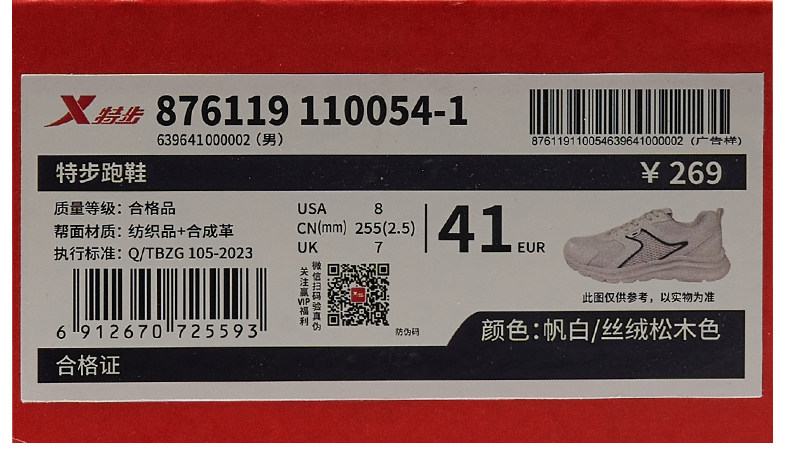 特步 876119 110054-1
639641000002（男）
876119110054639641000002 (广告样)
特步跑鞋 ￥269
质量等级：合格品
帮面材质：纺织品+合成革
执行标准：Q/TBZG 105-2023
USA 8
CN(mm) 255(2.5)
UK 7
41 EUR
此图仅供参考，以实物为准
微信扫码验真伪
关注赢VIP福利
防伪码
6 912670 725593
颜色：帆白/丝绒松木色
合格证